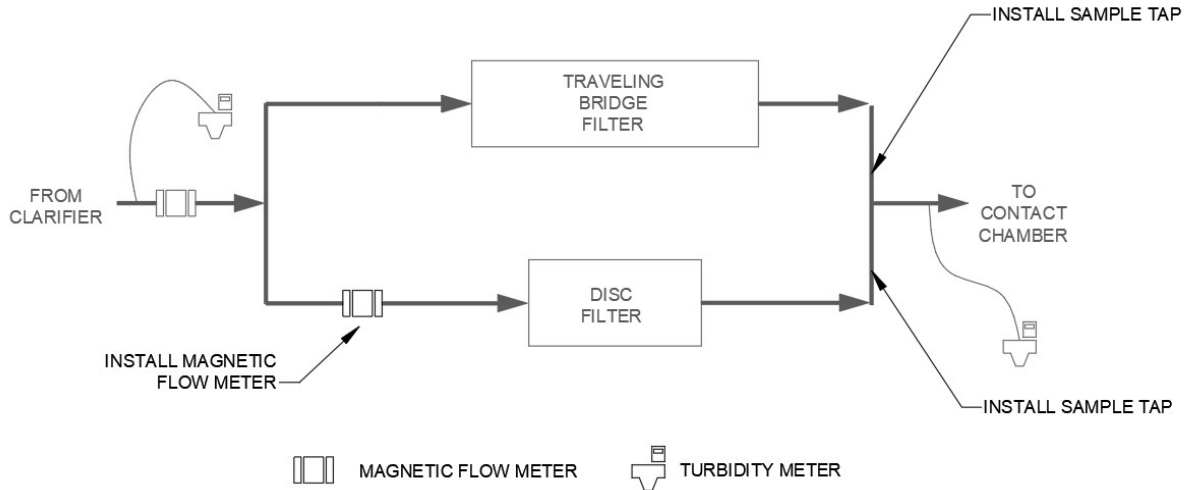 INSTALL SAMPLE TAP
TRAVELING
BRIDGE
FILTER
FROM
CLARIFIER
TO
CONTACT
CHAMBER
DISC
FILTER
INSTALL MAGNETIC
FLOW METER
INSTALL SAMPLE TAP
MAGNETIC FLOW METER
TURBIDITY METER